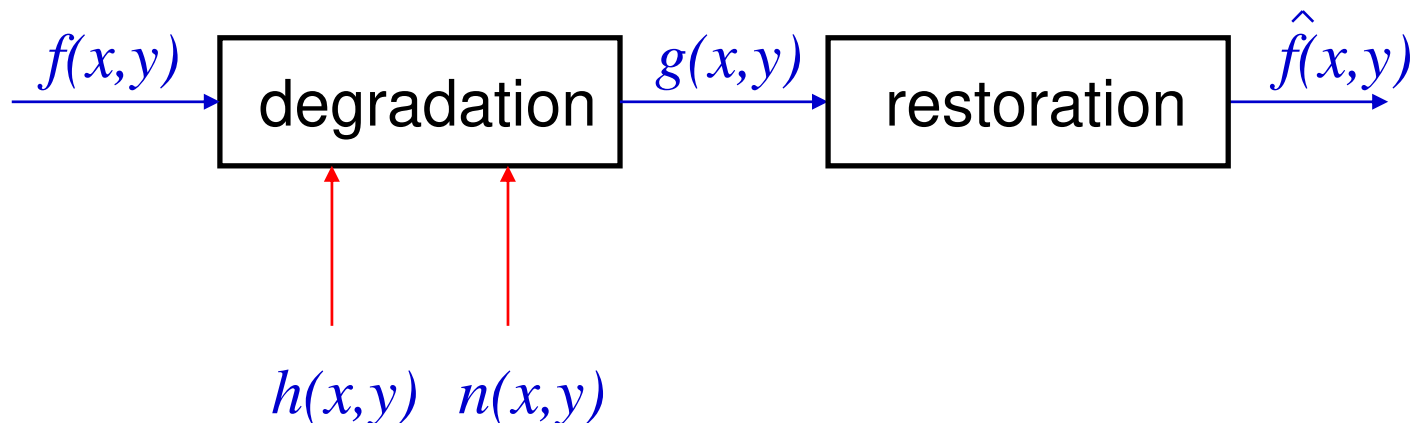 f(x,y)
degradation
g(x,y)
restoration
f̂(x,y)
h(x,y) n(x,y)